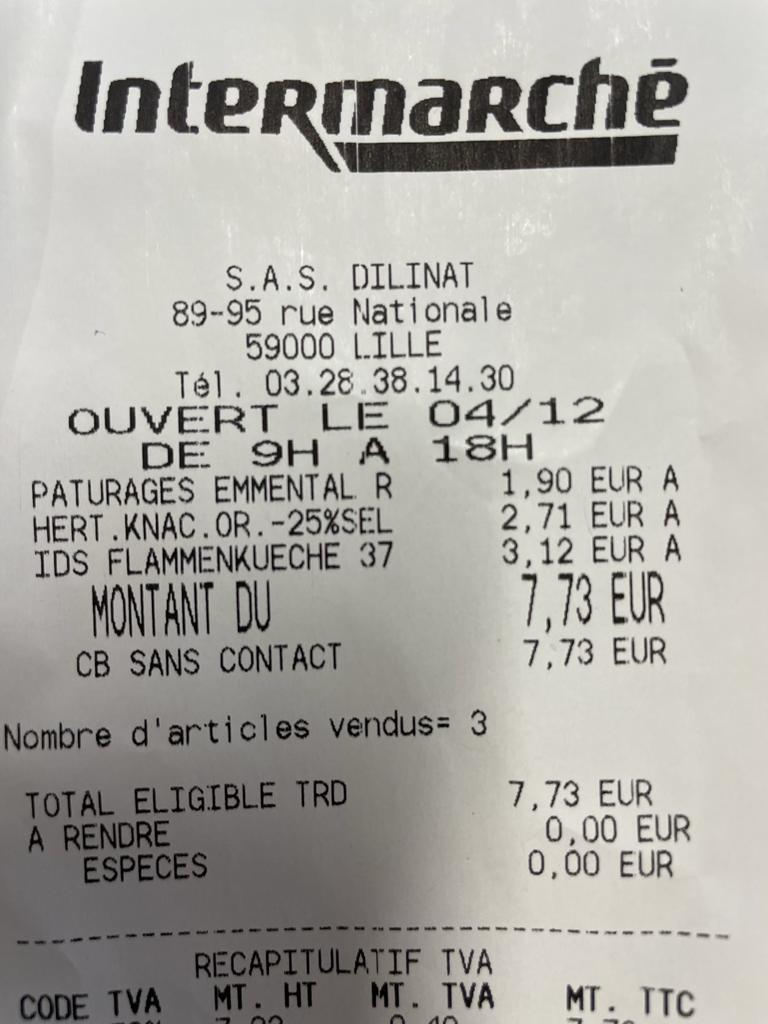 Intermarché
S.A.S. DILINAT
89-95 rue Nationale
59000 LILLE
Tél. 03.28.38.14.30
OUVERT LE 04/12
DE 9H A 18H
PATURAGES EMMENTAL R 1,90 EUR A
HERT.KNAC.OR.-25%SEL 2,71 EUR A
IDS FLAMMENKUECHE 37 3,12 EUR A
MONTANT DU 7,73 EUR
CB SANS CONTACT 7,73 EUR
Nombre d'articles vendus= 3
TOTAL ELIGIBLE TRD 7,73 EUR
A RENDRE 0,00 EUR
ESPECES 0,00 EUR
RECAPITULATIF TVA
CODE TVA MT. HT MT. TVA MT. TTC